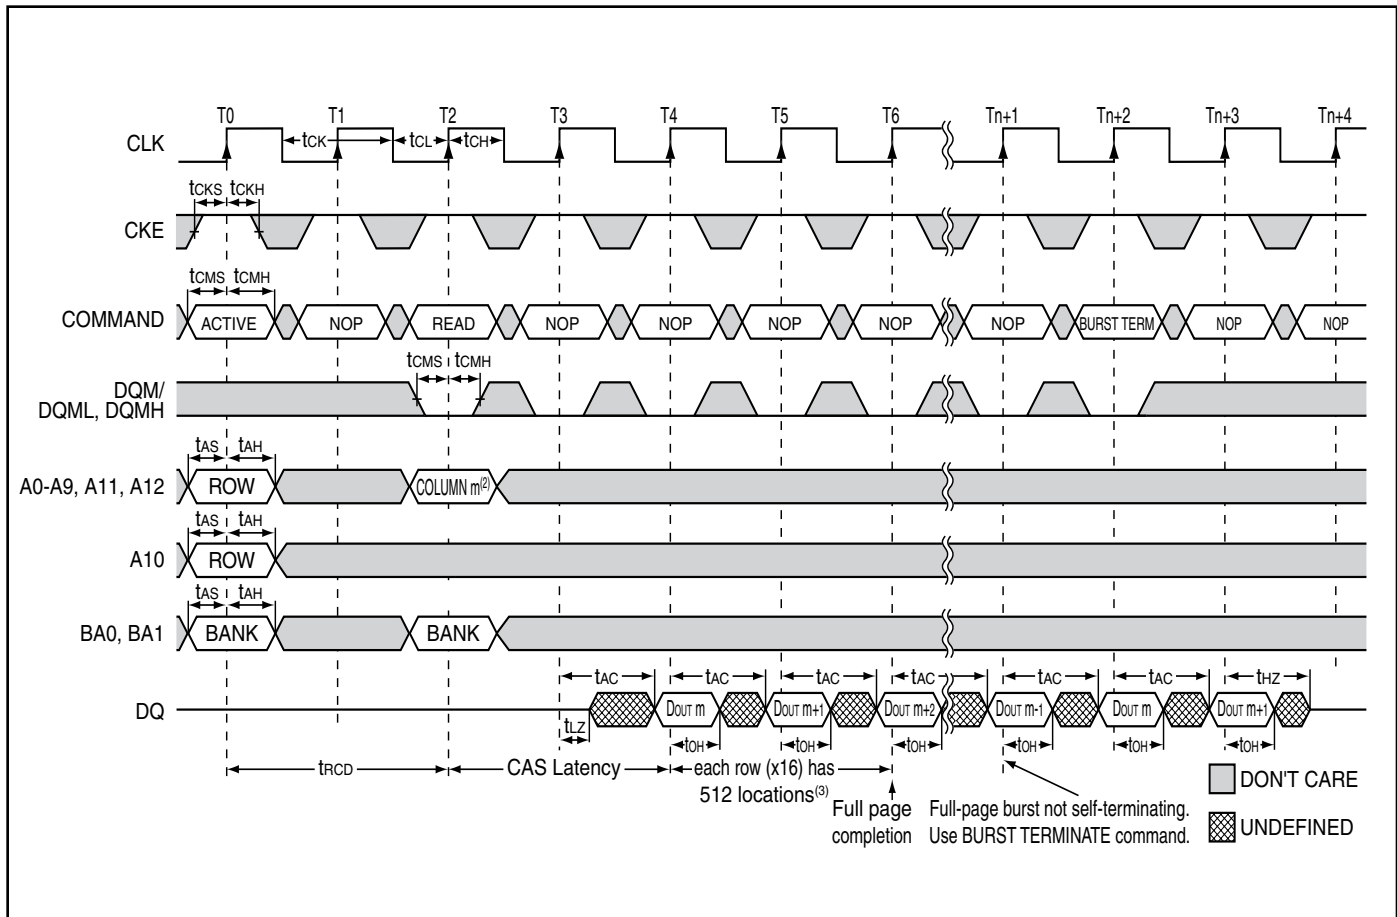 T0 T1 T2 T3 T4 T5 T6 Tn+1 Tn+2 Tn+3 Tn+4
CLK tCK tCL tCH
tCKS tCKH
CKE
tCMS tCMH
COMMAND ACTIVE NOP READ NOP NOP NOP NOP NOP BURST TERM NOP NOP
tCMS tCMH
DQM/
DQML, DQMH
tAS tAH
A0-A9, A11, A12 ROW COLUMN m(2)
tAS tAH
A10 ROW
tAS tAH
BA0, BA1 BANK BANK
tAC tAC tAC tAC tAC tAC tHZ
DQ DOUT m DOUT m+1 DOUT m+2 DOUT m-1 DOUT m DOUT m+1
tLZ tOH tOH tOH tOH tOH tOH
tRCD CAS Latency each row (x16) has
512 locations(3)
Full page
completion
Full-page burst not self-terminating.
Use BURST TERMINATE command.
DON'T CARE
UNDEFINED